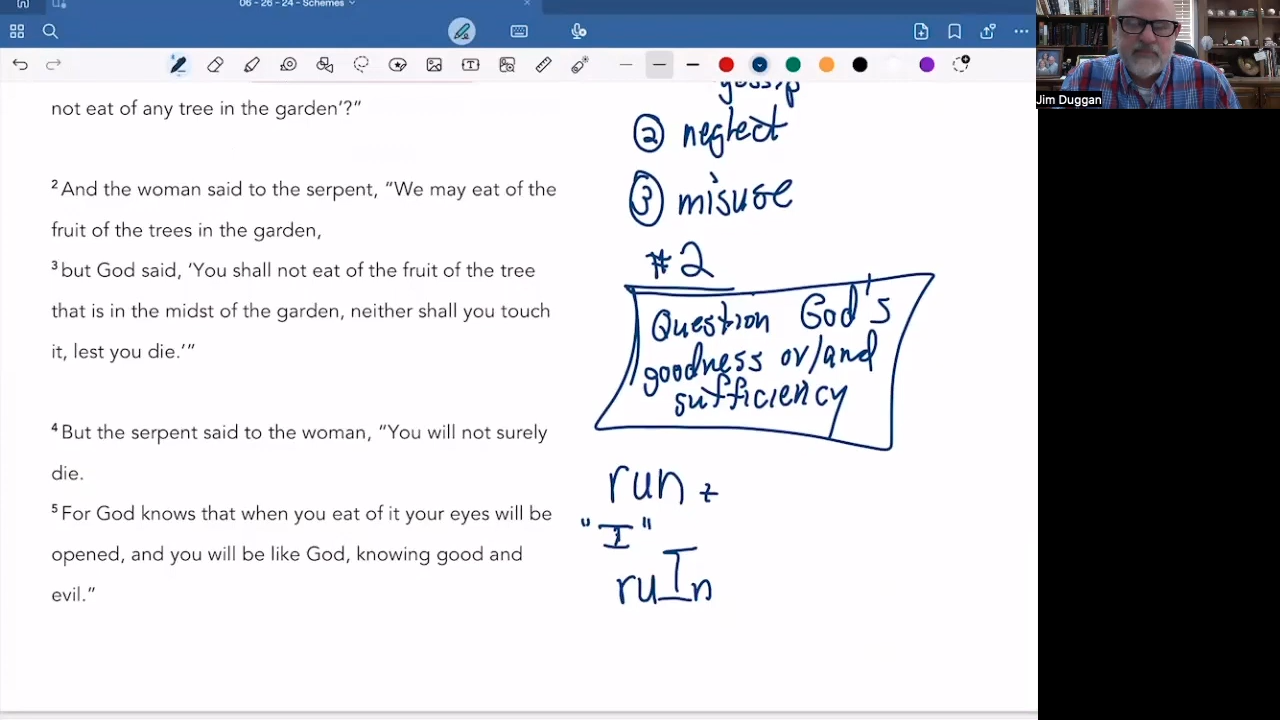 06 - 26 - 24 - Schemes
Jim Duggan
not eat of any tree in the garden’?”
2 And the woman said to the serpent, “We may eat of the
fruit of the trees in the garden,
3 but God said, ‘You shall not eat of the fruit of the tree
that is in the midst of the garden, neither shall you touch
it, lest you die.’”
4 But the serpent said to the woman, “You will not surely
die.
5 For God knows that when you eat of it your eyes will be
opened, and you will be like God, knowing good and
evil.”
gossip
② neglect
③ misuse
#2
Question God's
goodness or/and
sufficiency
run +
"I"
ruIn